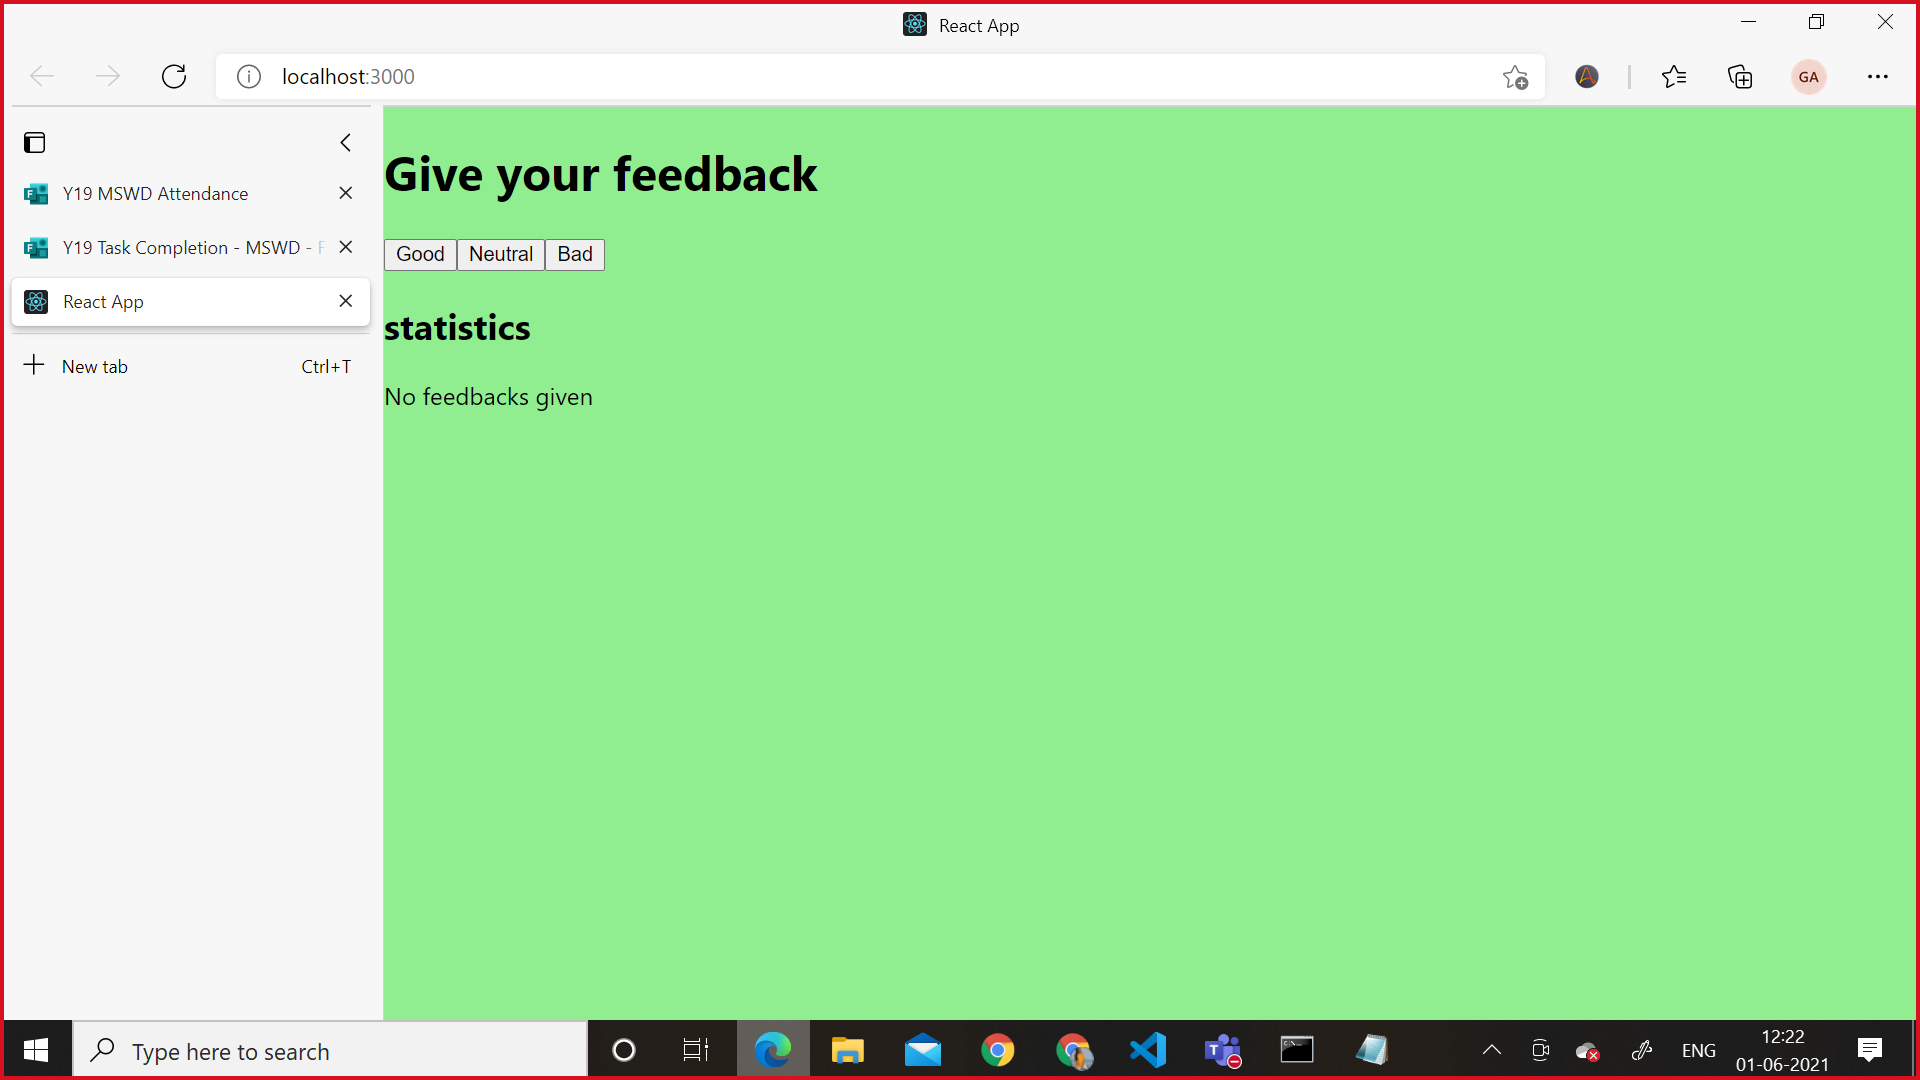 React App
localhost:3000
GA
Y19 MSWD Attendance
Y19 Task Completion - MSWD - F
React App
New tab Ctrl+T
Give your feedback
Good Neutral Bad
statistics
No feedbacks given
Type here to search
ENG
12:22
01-06-2021